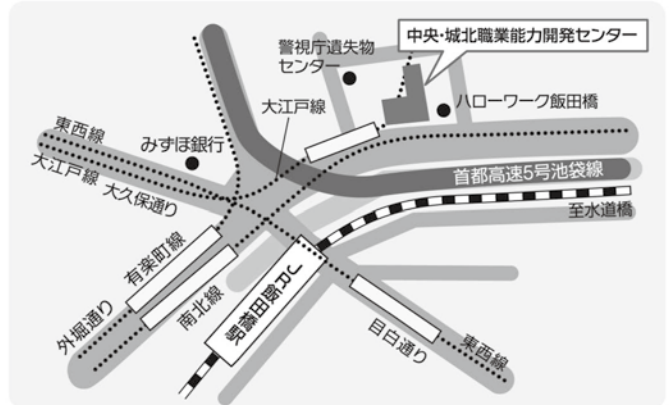 中央・城北職業能力開発センター
警視庁遺失物
センター
ハローワーク飯田橋
大江戸線
東西線
みずほ銀行
大江戸線 大久保通り
首都高速5号池袋線
至水道橋
有楽町線
南北線
外堀通り
JR飯田橋駅
目白通り
東西線